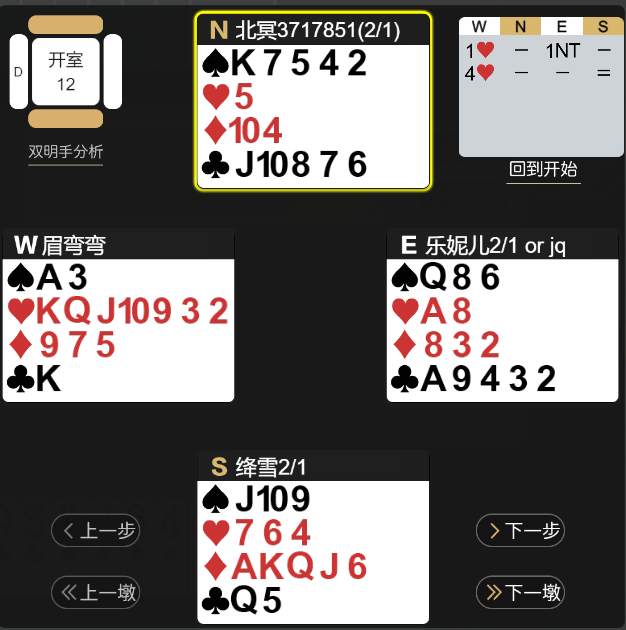 D
开室
12
双明手分析
N 北冥3717851(2/1)
♠K 7 5 4 2
♥5
♦10 4
♣J 10 8 7 6
W N E S
1♥ – 1NT –
4♥ – – =
回到开始
W 眉弯弯
♠A 3
♥K Q J 10 9 3 2
♦9 7 5
♣K
E 乐妮儿2/1 or jq
♠Q 8 6
♥A 8
♦8 3 2
♣A 9 4 3 2
S 绛雪2/1
♠J 10 9
♥7 6 4
♦A K Q J 6
♣Q 5
上一步
上一墩
下一步
下一墩